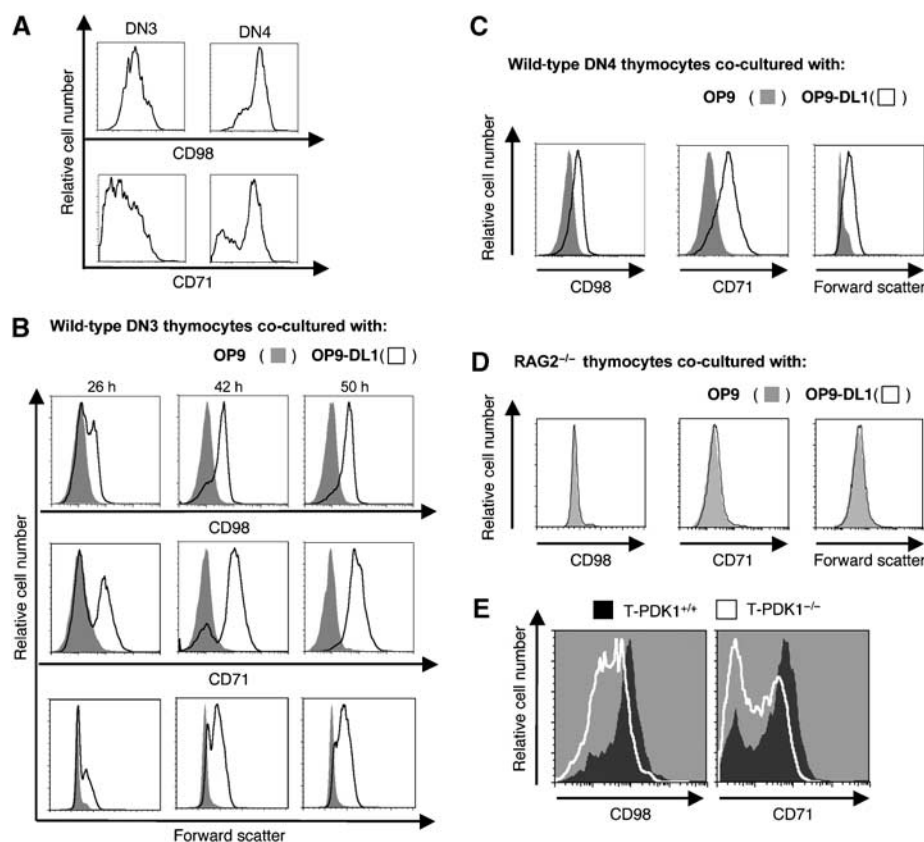 A
DN3 DN4
Relative cell number
CD98
CD71
B Wild-type DN3 thymocytes co-cultured with:
OP9 ( ) OP9-DL1( )
26 h 42 h 50 h
Relative cell number
CD98
CD71
Forward scatter
C
Wild-type DN4 thymocytes co-cultured with:
OP9 ( ) OP9-DL1( )
Relative cell number
CD98 CD71 Forward scatter
D RAG2–/– thymocytes co-cultured with:
OP9 ( ) OP9-DL1( )
Relative cell number
CD98 CD71 Forward scatter
E
T-PDK1+/+ T-PDK1–/–
Relative cell number
CD98 CD71